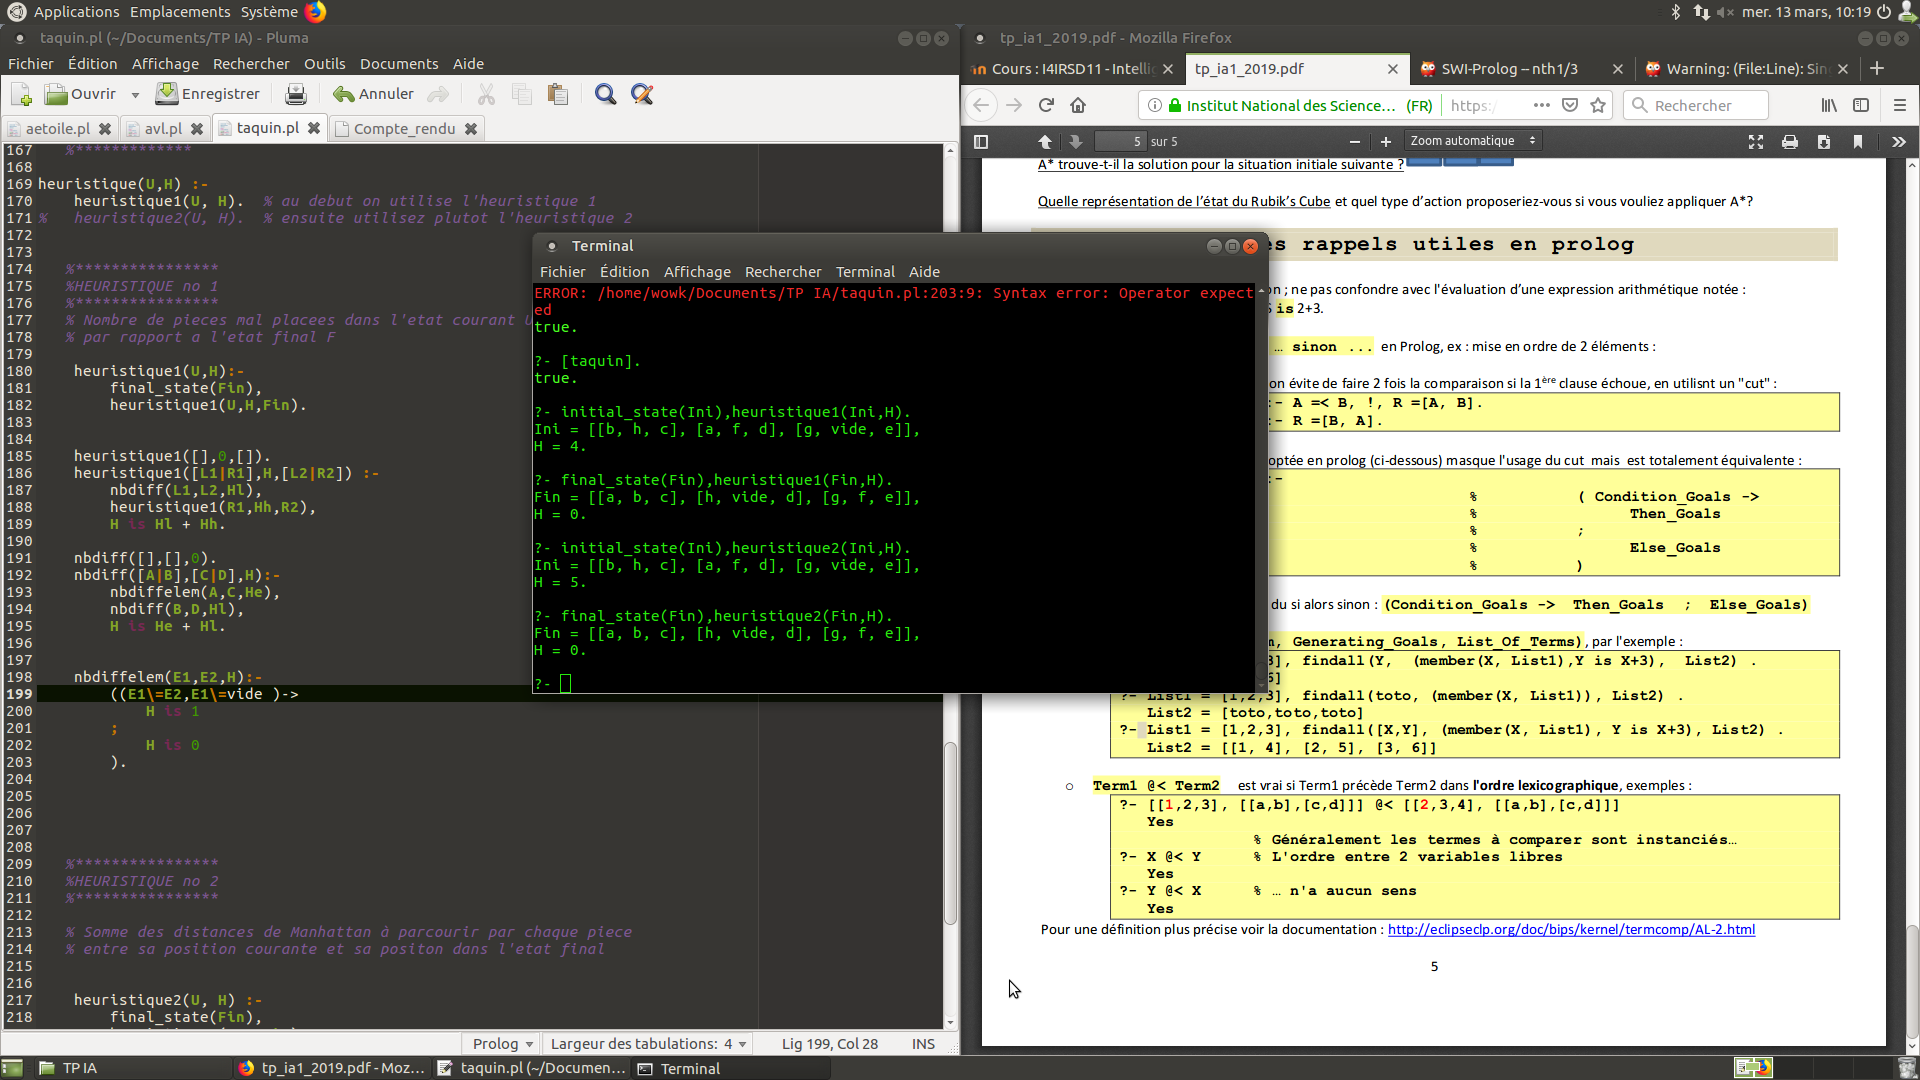 Applications Emplacements Système
mer. 13 mars, 10:19
taquin.pl (~/Documents/TP IA) - Pluma
Fichier Édition Affichage Rechercher Outils Documents Aide
Ouvrir Enregistrer Annuler
aetoile.pl avl.pl taquin.pl Compte_rendu
167 %*************
168
169 heuristique(U,H) :-
170 heuristique1(U, H). % au debut on utilise l'heuristique 1
171 % heuristique2(U, H). % ensuite utilisez plutot l'heuristique 2
172
173
174 %****************
175 %HEURISTIQUE no 1
176 %****************
177 % Nombre de pieces mal placees dans l'etat courant U
178 % par rapport a l'etat final F
179
180 heuristique1(U,H):-
181 final_state(Fin),
182 heuristique1(U,H,Fin).
183
184
185 heuristique1([],0,[]).
186 heuristique1([L1|R1],H,[L2|R2]) :-
187 nbdiff(L1,L2,Hl),
188 heuristique1(R1,Hh,R2),
189 H is Hl + Hh.
190
191 nbdiff([],[],0).
192 nbdiff([A|B],[C|D],H):-
193 nbdiffelem(A,C,He),
194 nbdiff(B,D,Hl),
195 H is He + Hl.
196
197
198 nbdiffelem(E1,E2,H):-
199 ((E1\=E2,E1\=vide )->
200 H is 1
201 ;
202 H is 0
203 ).
204
205
206
207
208
209 %****************
210 %HEURISTIQUE no 2
211 %****************
212
213 % Somme des distances de Manhattan à parcourir par chaque piece
214 % entre sa position courante et sa positon dans l'etat final
215
216
217 heuristique2(U, H) :-
218 final_state(Fin),
Prolog Largeur des tabulations: 4 Lig 199, Col 28 INS
Terminal
Fichier Édition Affichage Rechercher Terminal Aide
ERROR: /home/wowk/Documents/TP IA/taquin.pl:203:9: Syntax error: Operator expect
ed
true.
?- [taquin].
true.
?- initial_state(Ini),heuristique1(Ini,H).
Ini = [[b, h, c], [a, f, d], [g, vide, e]],
H = 4.
?- final_state(Fin),heuristique1(Fin,H).
Fin = [[a, b, c], [h, vide, d], [g, f, e]],
H = 0.
?- initial_state(Ini),heuristique2(Ini,H).
Ini = [[b, h, c], [a, f, d], [g, vide, e]],
H = 5.
?- final_state(Fin),heuristique2(Fin,H).
Fin = [[a, b, c], [h, vide, d], [g, f, e]],
H = 0.
?-
tp_ia1_2019.pdf - Mozilla Firefox
Cours : I4IRSD11 - Intellig tp_ia1_2019.pdf SWI-Prolog -- nth1/3 Warning: (File:Line): Sin
Institut National des Science... (FR) https:/ Rechercher
5 sur 5 Zoom automatique
A* trouve-t-il la solution pour la situation initiale suivante ?
Quelle représentation de l'état du Rubik's Cube et quel type d'action proposeriez-vous si vous vouliez appliquer A*?
es rappels utiles en prolog
on ; ne pas confondre avec l'évaluation d'une expression arithmétique notée :
is 2+3.
… sinon ... en Prolog, ex : mise en ordre de 2 éléments :
on évite de faire 2 fois la comparaison si la 1ère clause échoue, en utilisnt un "cut" :
:- A =< B, !, R =[A, B].
:- R =[B, A].
optée en prolog (ci-dessous) masque l'usage du cut mais est totalement équivalente :
:-
% ( Condition_Goals ->
% Then_Goals
% ;
% Else_Goals
% )
du si alors sinon : (Condition_Goals -> Then_Goals ; Else_Goals)
, Generating_Goals, List_Of_Terms), par l'exemple :
3], findall(Y, (member(X, List1),Y is X+3), List2) .
6]
?- List1 = [1,2,3], findall(toto, (member(X, List1)), List2) .
List2 = [toto,toto,toto]
?- List1 = [1,2,3], findall([X,Y], (member(X, List1), Y is X+3), List2) .
List2 = [[1, 4], [2, 5], [3, 6]]
o Term1 @< Term2 est vrai si Term1 précède Term2 dans l'ordre lexicographique, exemples :
?- [[1,2,3], [[a,b],[c,d]]] @< [[2,3,4], [[a,b],[c,d]]]
Yes
% Généralement les termes à comparer sont instanciés…
?- X @< Y % L'ordre entre 2 variables libres
Yes
?- Y @< X % … n'a aucun sens
Yes
Pour une définition plus précise voir la documentation : http://eclipseclp.org/doc/bips/kernel/termcomp/AL-2.html
5
TP IA tp_ia1_2019.pdf - Moz... taquin.pl (~/Documen... Terminal